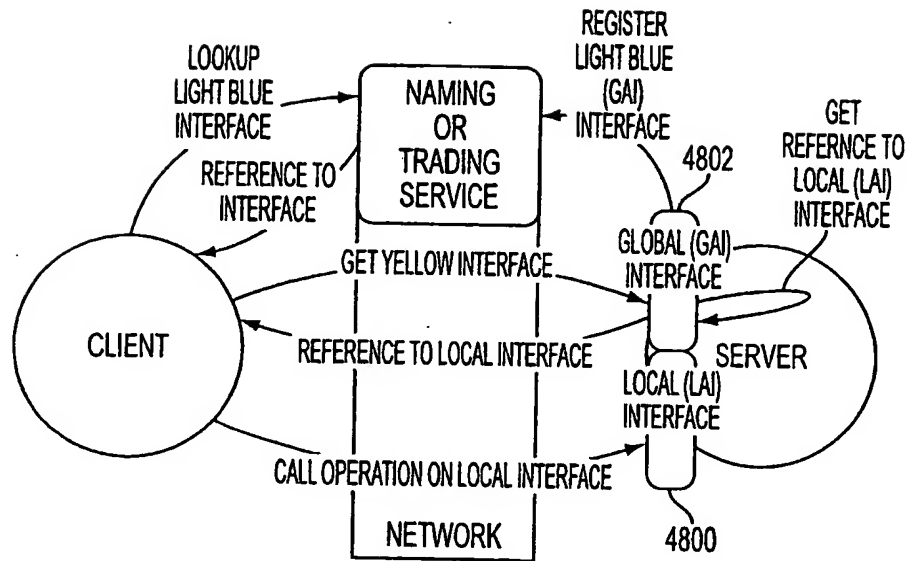 LOOKUP
LIGHT BLUE
INTERFACE
REFERENCE TO
INTERFACE
NAMING
OR
TRADING
SERVICE
REGISTER
LIGHT BLUE
(GAI)
INTERFACE
4802
GET
REFERNCE TO
LOCAL (LAI)
INTERFACE
GLOBAL (GAI)
INTERFACE
GET YELLOW INTERFACE
CLIENT
REFERENCE TO LOCAL INTERFACE
SERVER
LOCAL (LAI)
INTERFACE
CALL OPERATION ON LOCAL INTERFACE
NETWORK
4800